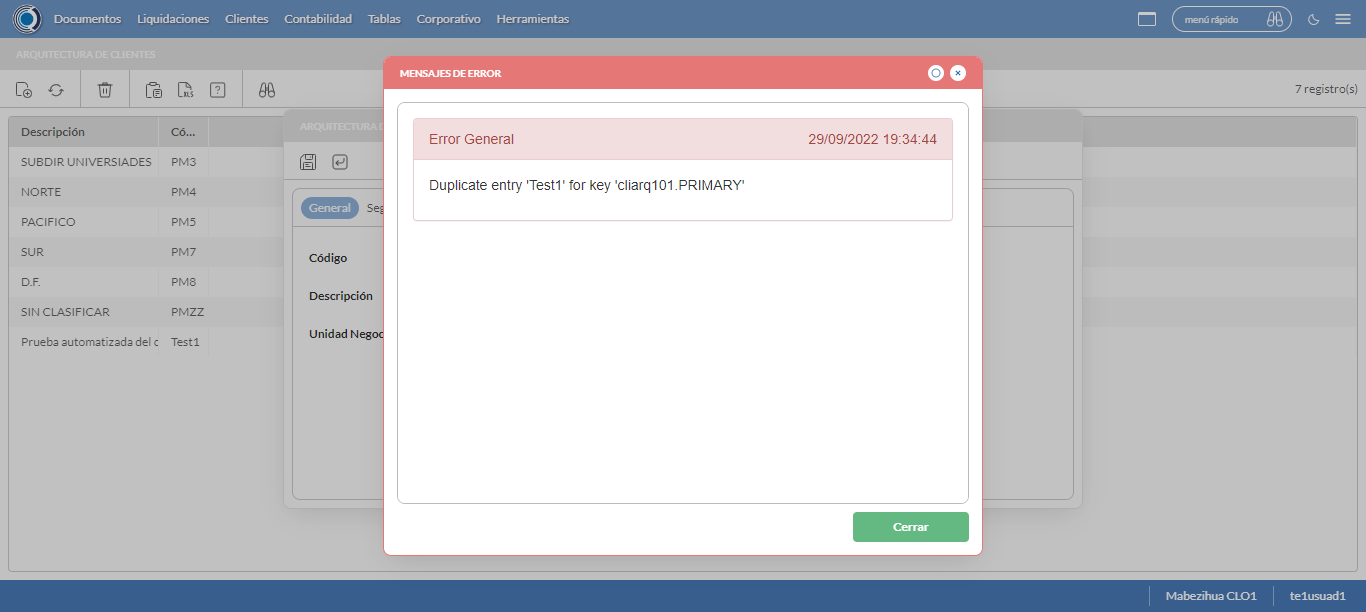 Documentos Liquidaciones Clientes Contabilidad Tablas Corporativo Herramientas menú rápido
ARQUITECTURA DE CLIENTES
MENSAJES DE ERROR
XLS ? 7 registro(s)
Descripción Có...
ARQUITECTURA D
Error General 29/09/2022 19:34:44
SUBDIR UNIVERSIADES PM3
Duplicate entry 'Test1' for key 'cliarq101.PRIMARY'
NORTE PM4
General Seg
PACIFICO PM5
SUR PM7
Código
D.F. PM8
Descripción
SIN CLASIFICAR PMZZ
Unidad Negoc
Prueba automatizada del c Test1
Cerrar
Mabezihua CLO1 te1usuad1